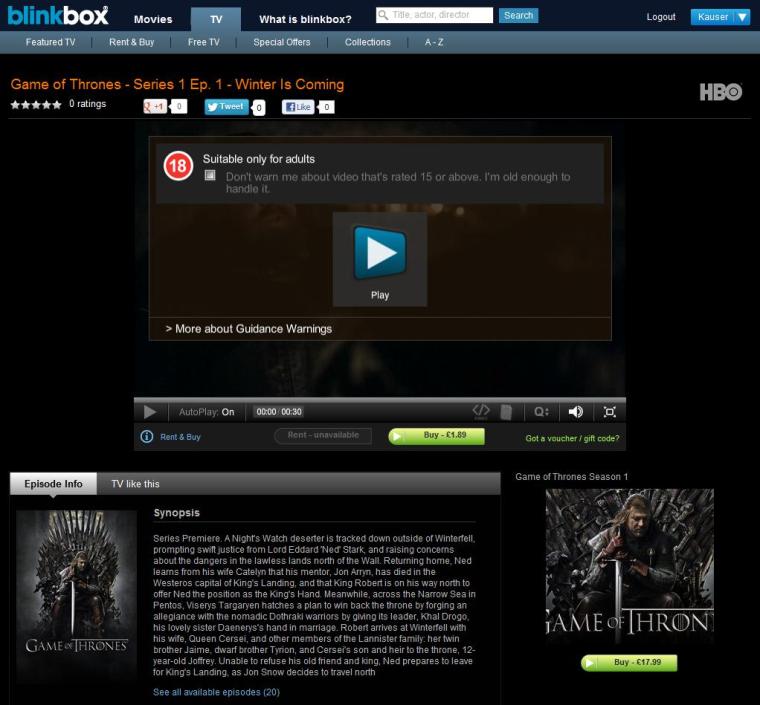 blinkbox
Movies
TV
What is blinkbox?
Title, actor, director
Search
Logout
Kauser
Featured TV
Rent & Buy
Free TV
Special Offers
Collections
A - Z
Game of Thrones - Series 1 Ep. 1 - Winter Is Coming
0 ratings
+1
0
Tweet
0
Like
0
HBO
18
Suitable only for adults
Don't warn me about video that's rated 15 or above. I'm old enough to
handle it.
Play
> More about Guidance Warnings
AutoPlay: On
00:00 / 00:30
Q
Rent & Buy
Rent - unavailable
Buy - £1.89
Got a voucher / gift code?
Episode Info
TV like this
Game of Thrones Season 1
Synopsis
Series Premiere. A Night's Watch deserter is tracked down outside of Winterfell,
prompting swift justice from Lord Eddard 'Ned' Stark, and raising concerns
about the dangers in the lawless lands north of the Wall. Returning home, Ned
learns from his wife Catelyn that his mentor, Jon Arryn, has died in the
Westeros capital of King's Landing, and that King Robert is on his way north to
offer Ned the position as the King's Hand. Meanwhile, across the Narrow Sea in
Pentos, Viserys Targaryen hatches a plan to win back the throne by forging an
allegiance with the nomadic Dothraki warriors by giving its leader, Khal Drogo,
his lovely sister Daenerys's hand in marriage. Robert arrives at Winterfell with
his wife, Queen Cersei, and other members of the Lannister family: her twin
brother Jaime, dwarf brother Tyrion, and Cersei's son and heir to the throne, 12-
year-old Joffrey. Unable to refuse his old friend and king, Ned prepares to leave
for King's Landing, as Jon Snow decides to travel north
See all available episodes (20)
GAME OF THRONES
GAME OF THRON
Buy - £17.99